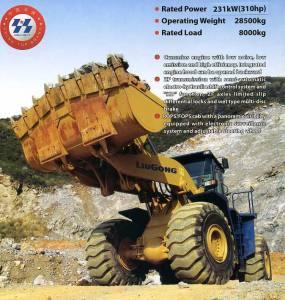 Rated Power 231kW(310hp)
Operating Weight 28500kg
Rated Load 8000kg
Cummins engine with low noise, low
emission and high efficiency. Integrated
engine hood can be opened backward
ZF transmission with semi-automatic
electro-hydraulic shift control system and
function, ZF axles limited slip
differential locks and wet type multi-disc
brake
ROPS/FOPS cab with a panoramic
equipped with electronic surveillance
system and adjustable steering wheel
LIUGONG